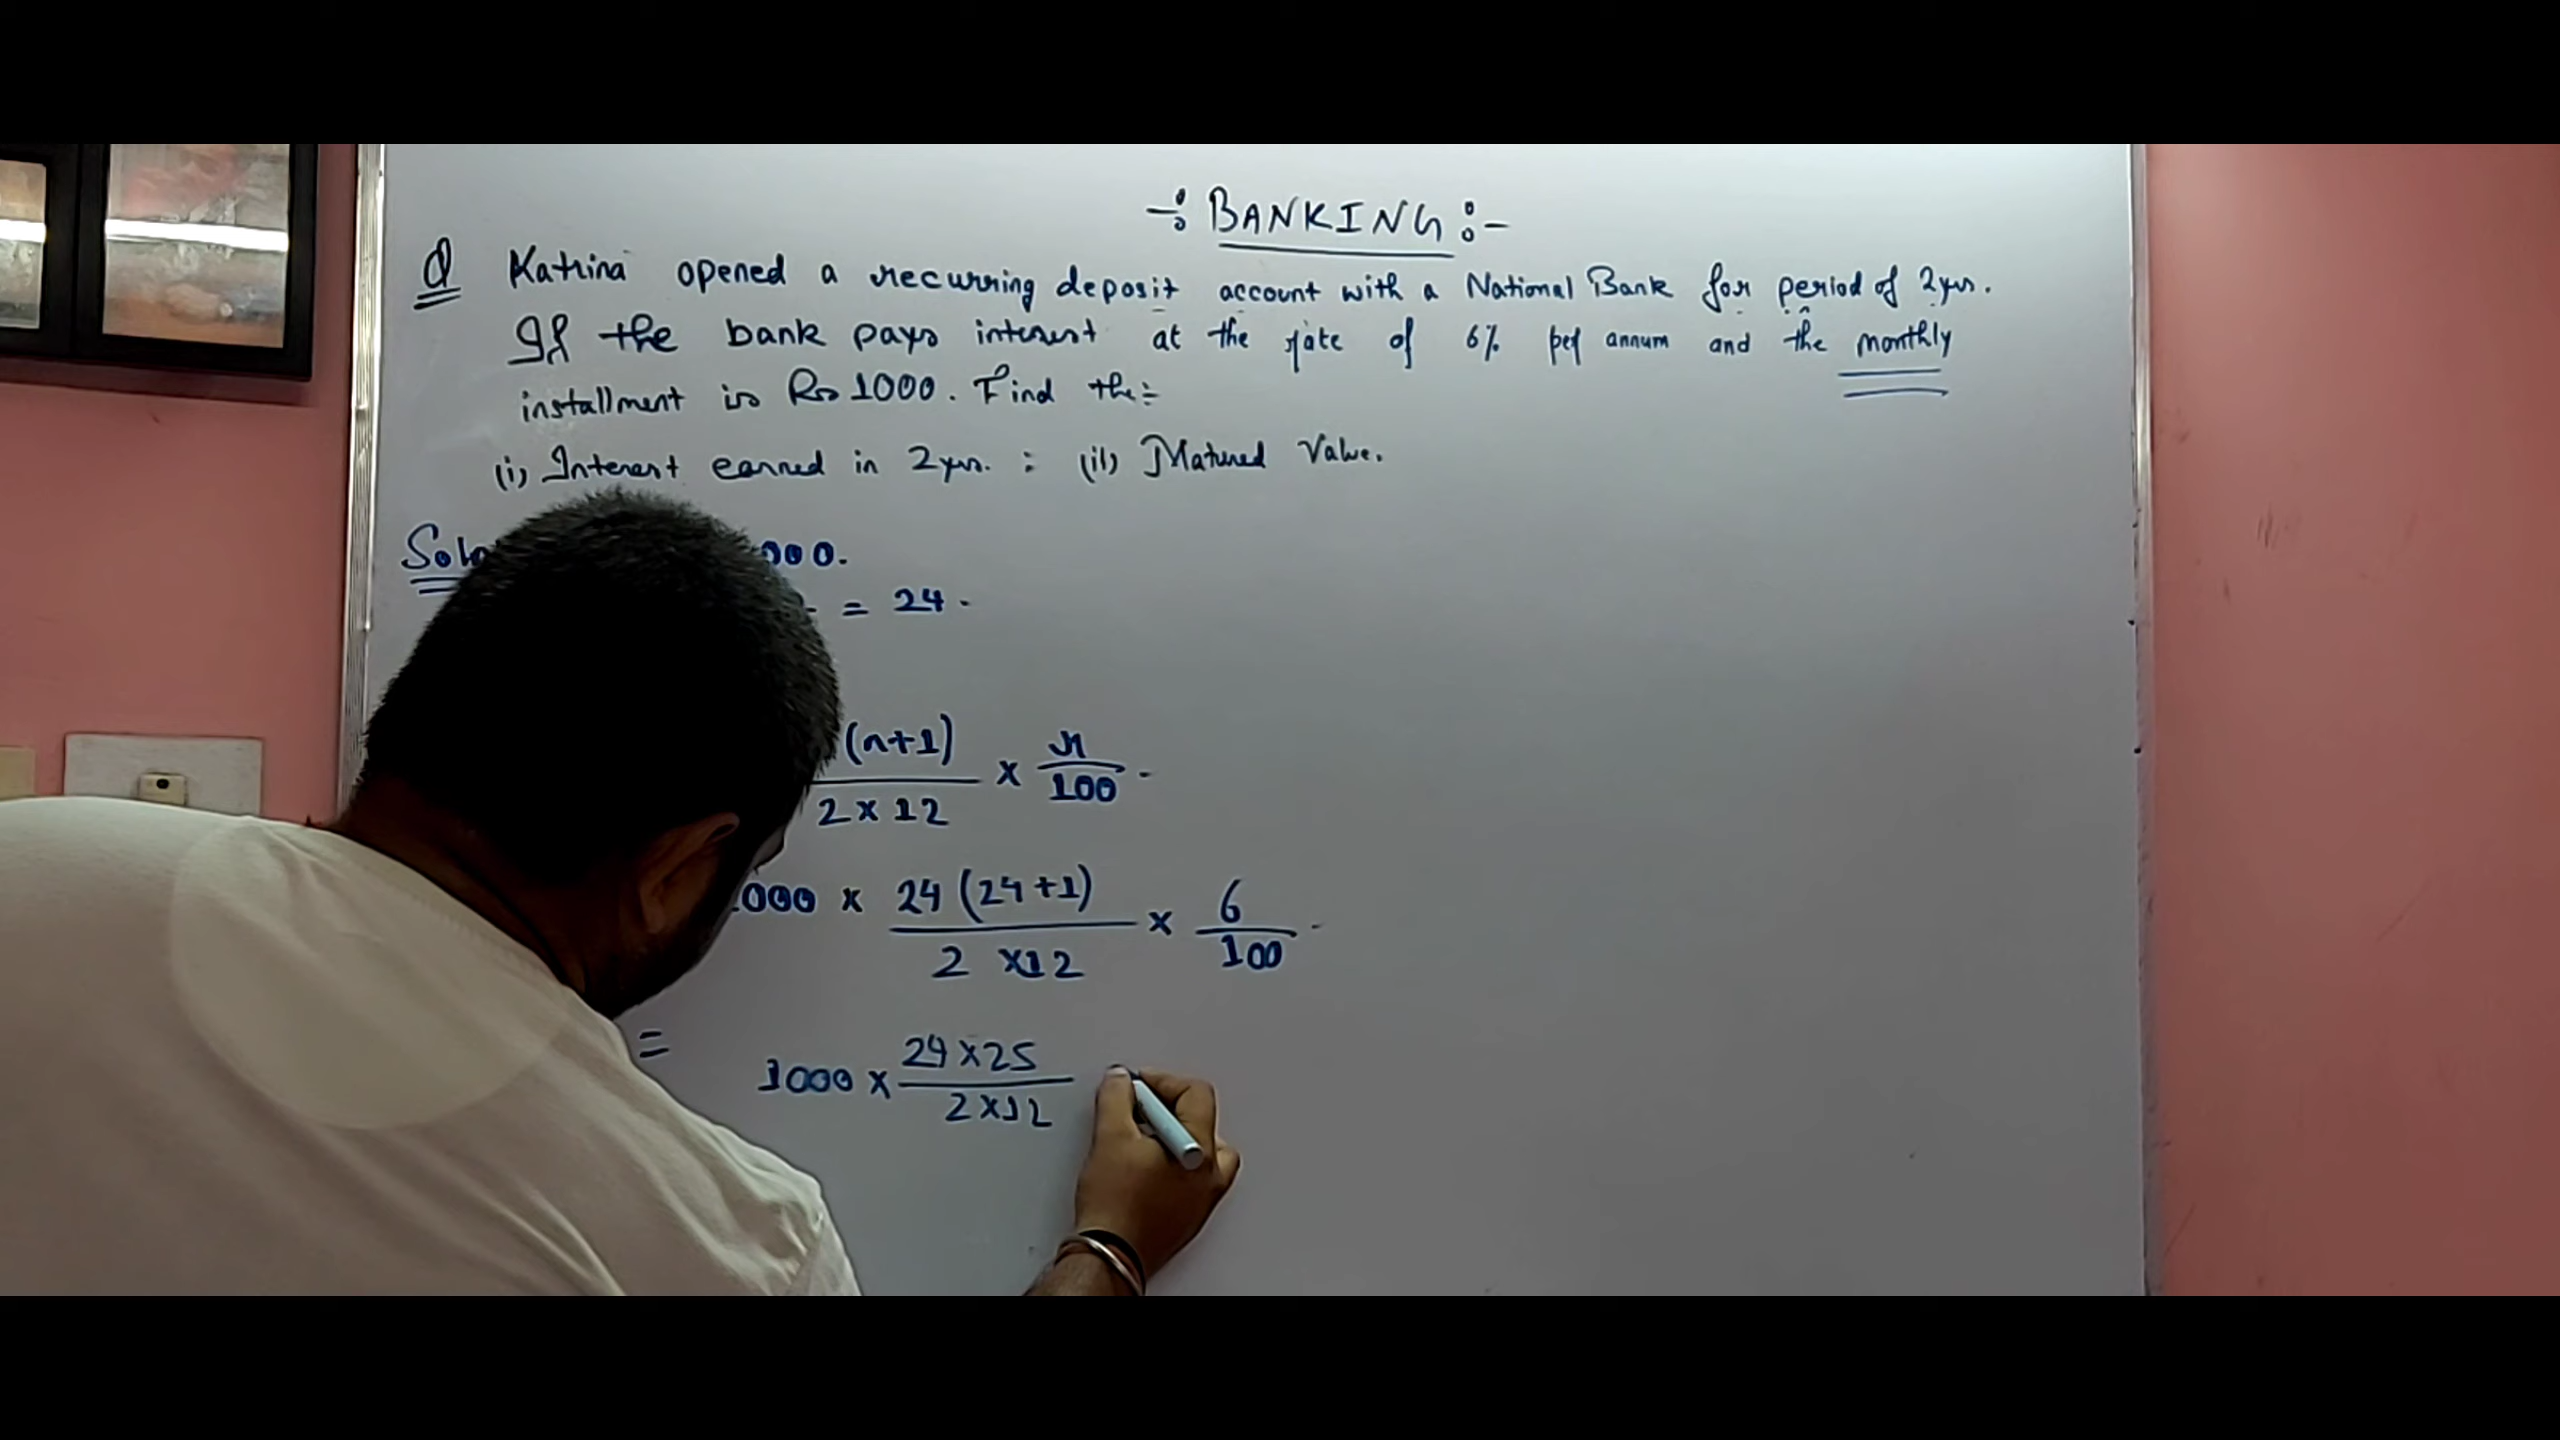 -: BANKING :-
Q Katrina opened a recurring deposit account with a National Bank for period of 2yrs.
If the bank pays interest at the rate of 6% per annum and the monthly
installment is Rs 1000. Find the :-
(i) Interest earned in 2yrs. : (ii) Matured Value.
000.
= 24.
(n+1) / 2 x 12 x r / 100.
000 x 24 (24+1) / 2 x12 x 6 / 100.
= 1000 x 24 x 25 / 2 x 12